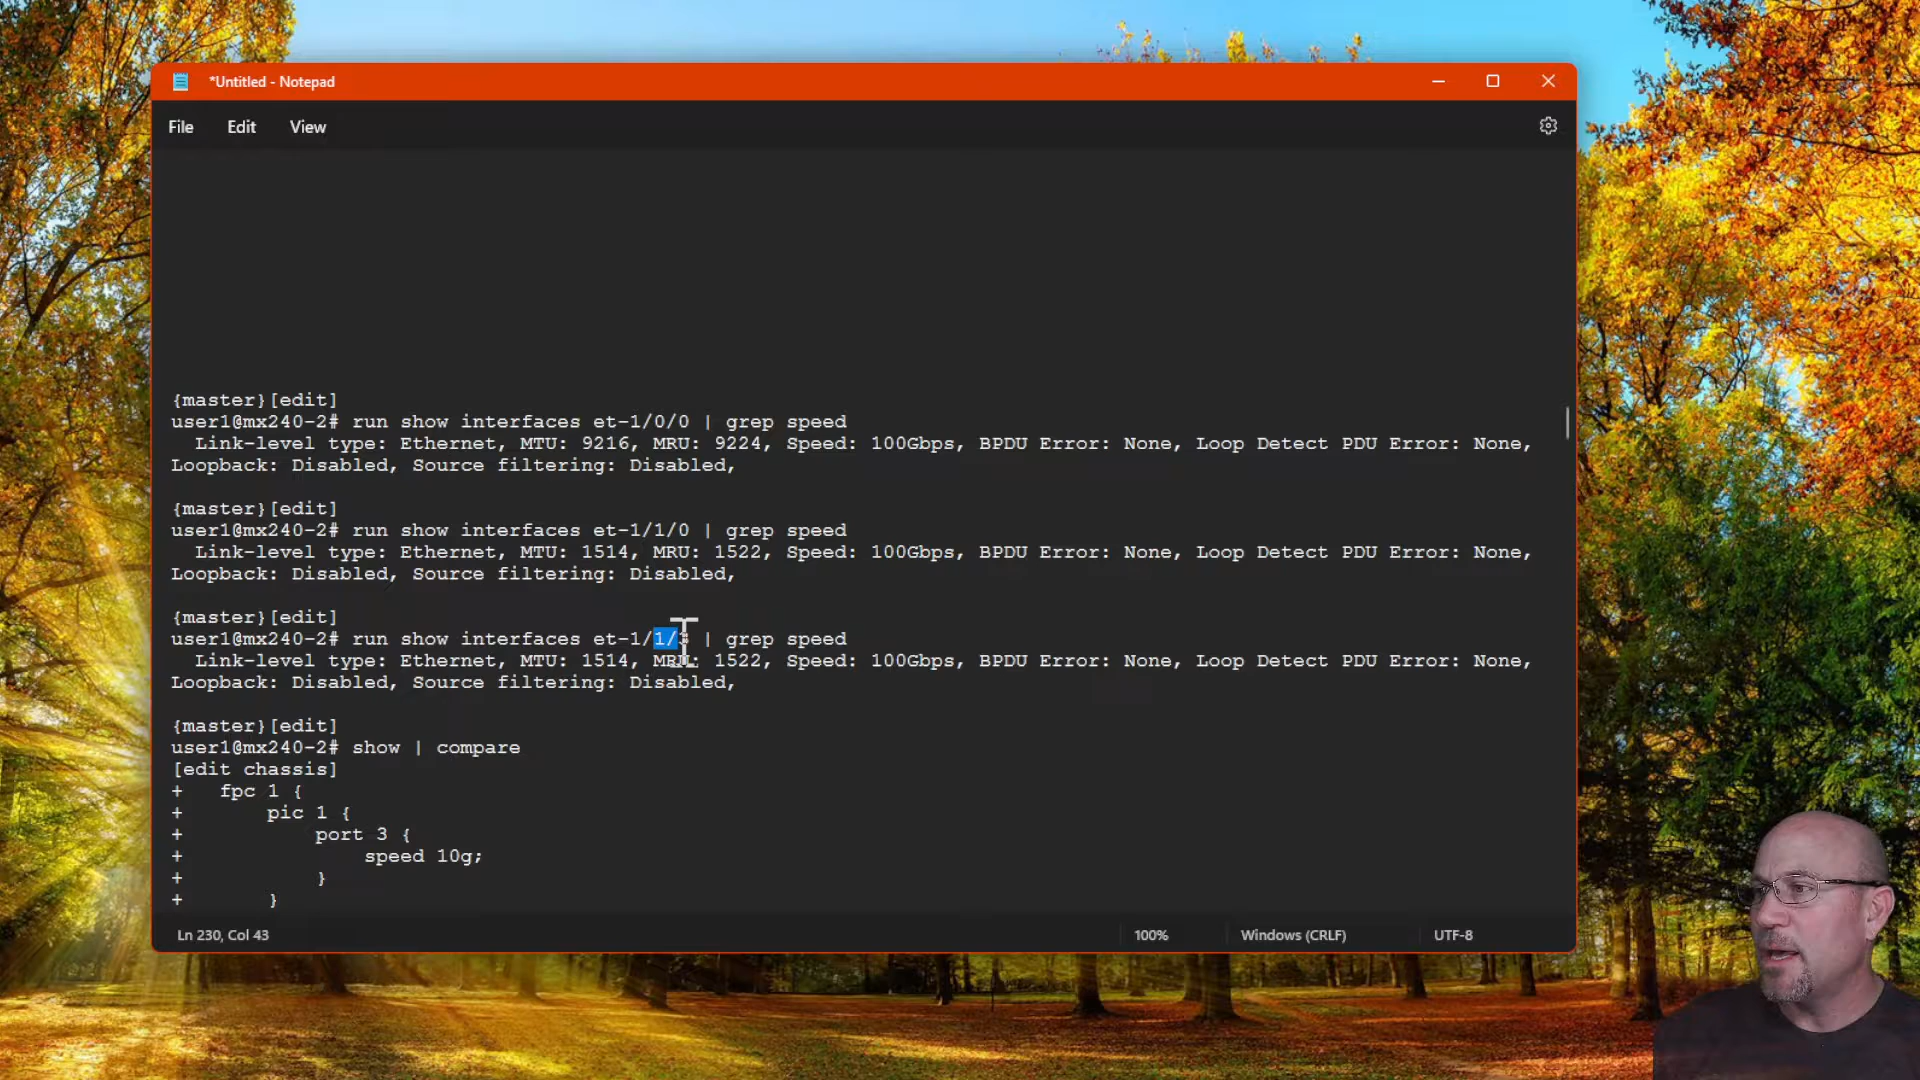 *Untitled - Notepad
File Edit View
{master}[edit]
user1@mx240-2# run show interfaces et-1/0/0 | grep speed
  Link-level type: Ethernet, MTU: 9216, MRU: 9224, Speed: 100Gbps, BPDU Error: None, Loop Detect PDU Error: None,
Loopback: Disabled, Source filtering: Disabled,
{master}[edit]
user1@mx240-2# run show interfaces et-1/1/0 | grep speed
  Link-level type: Ethernet, MTU: 1514, MRU: 1522, Speed: 100Gbps, BPDU Error: None, Loop Detect PDU Error: None,
Loopback: Disabled, Source filtering: Disabled,
{master}[edit]
user1@mx240-2# run show interfaces et-1/1/ | grep speed
  Link-level type: Ethernet, MTU: 1514, MRU: 1522, Speed: 100Gbps, BPDU Error: None, Loop Detect PDU Error: None,
Loopback: Disabled, Source filtering: Disabled,
{master}[edit]
user1@mx240-2# show | compare
[edit chassis]
+   fpc 1 {
+       pic 1 {
+           port 3 {
+               speed 10g;
+           }
+       }
Ln 230, Col 43 100% Windows (CRLF) UTF-8